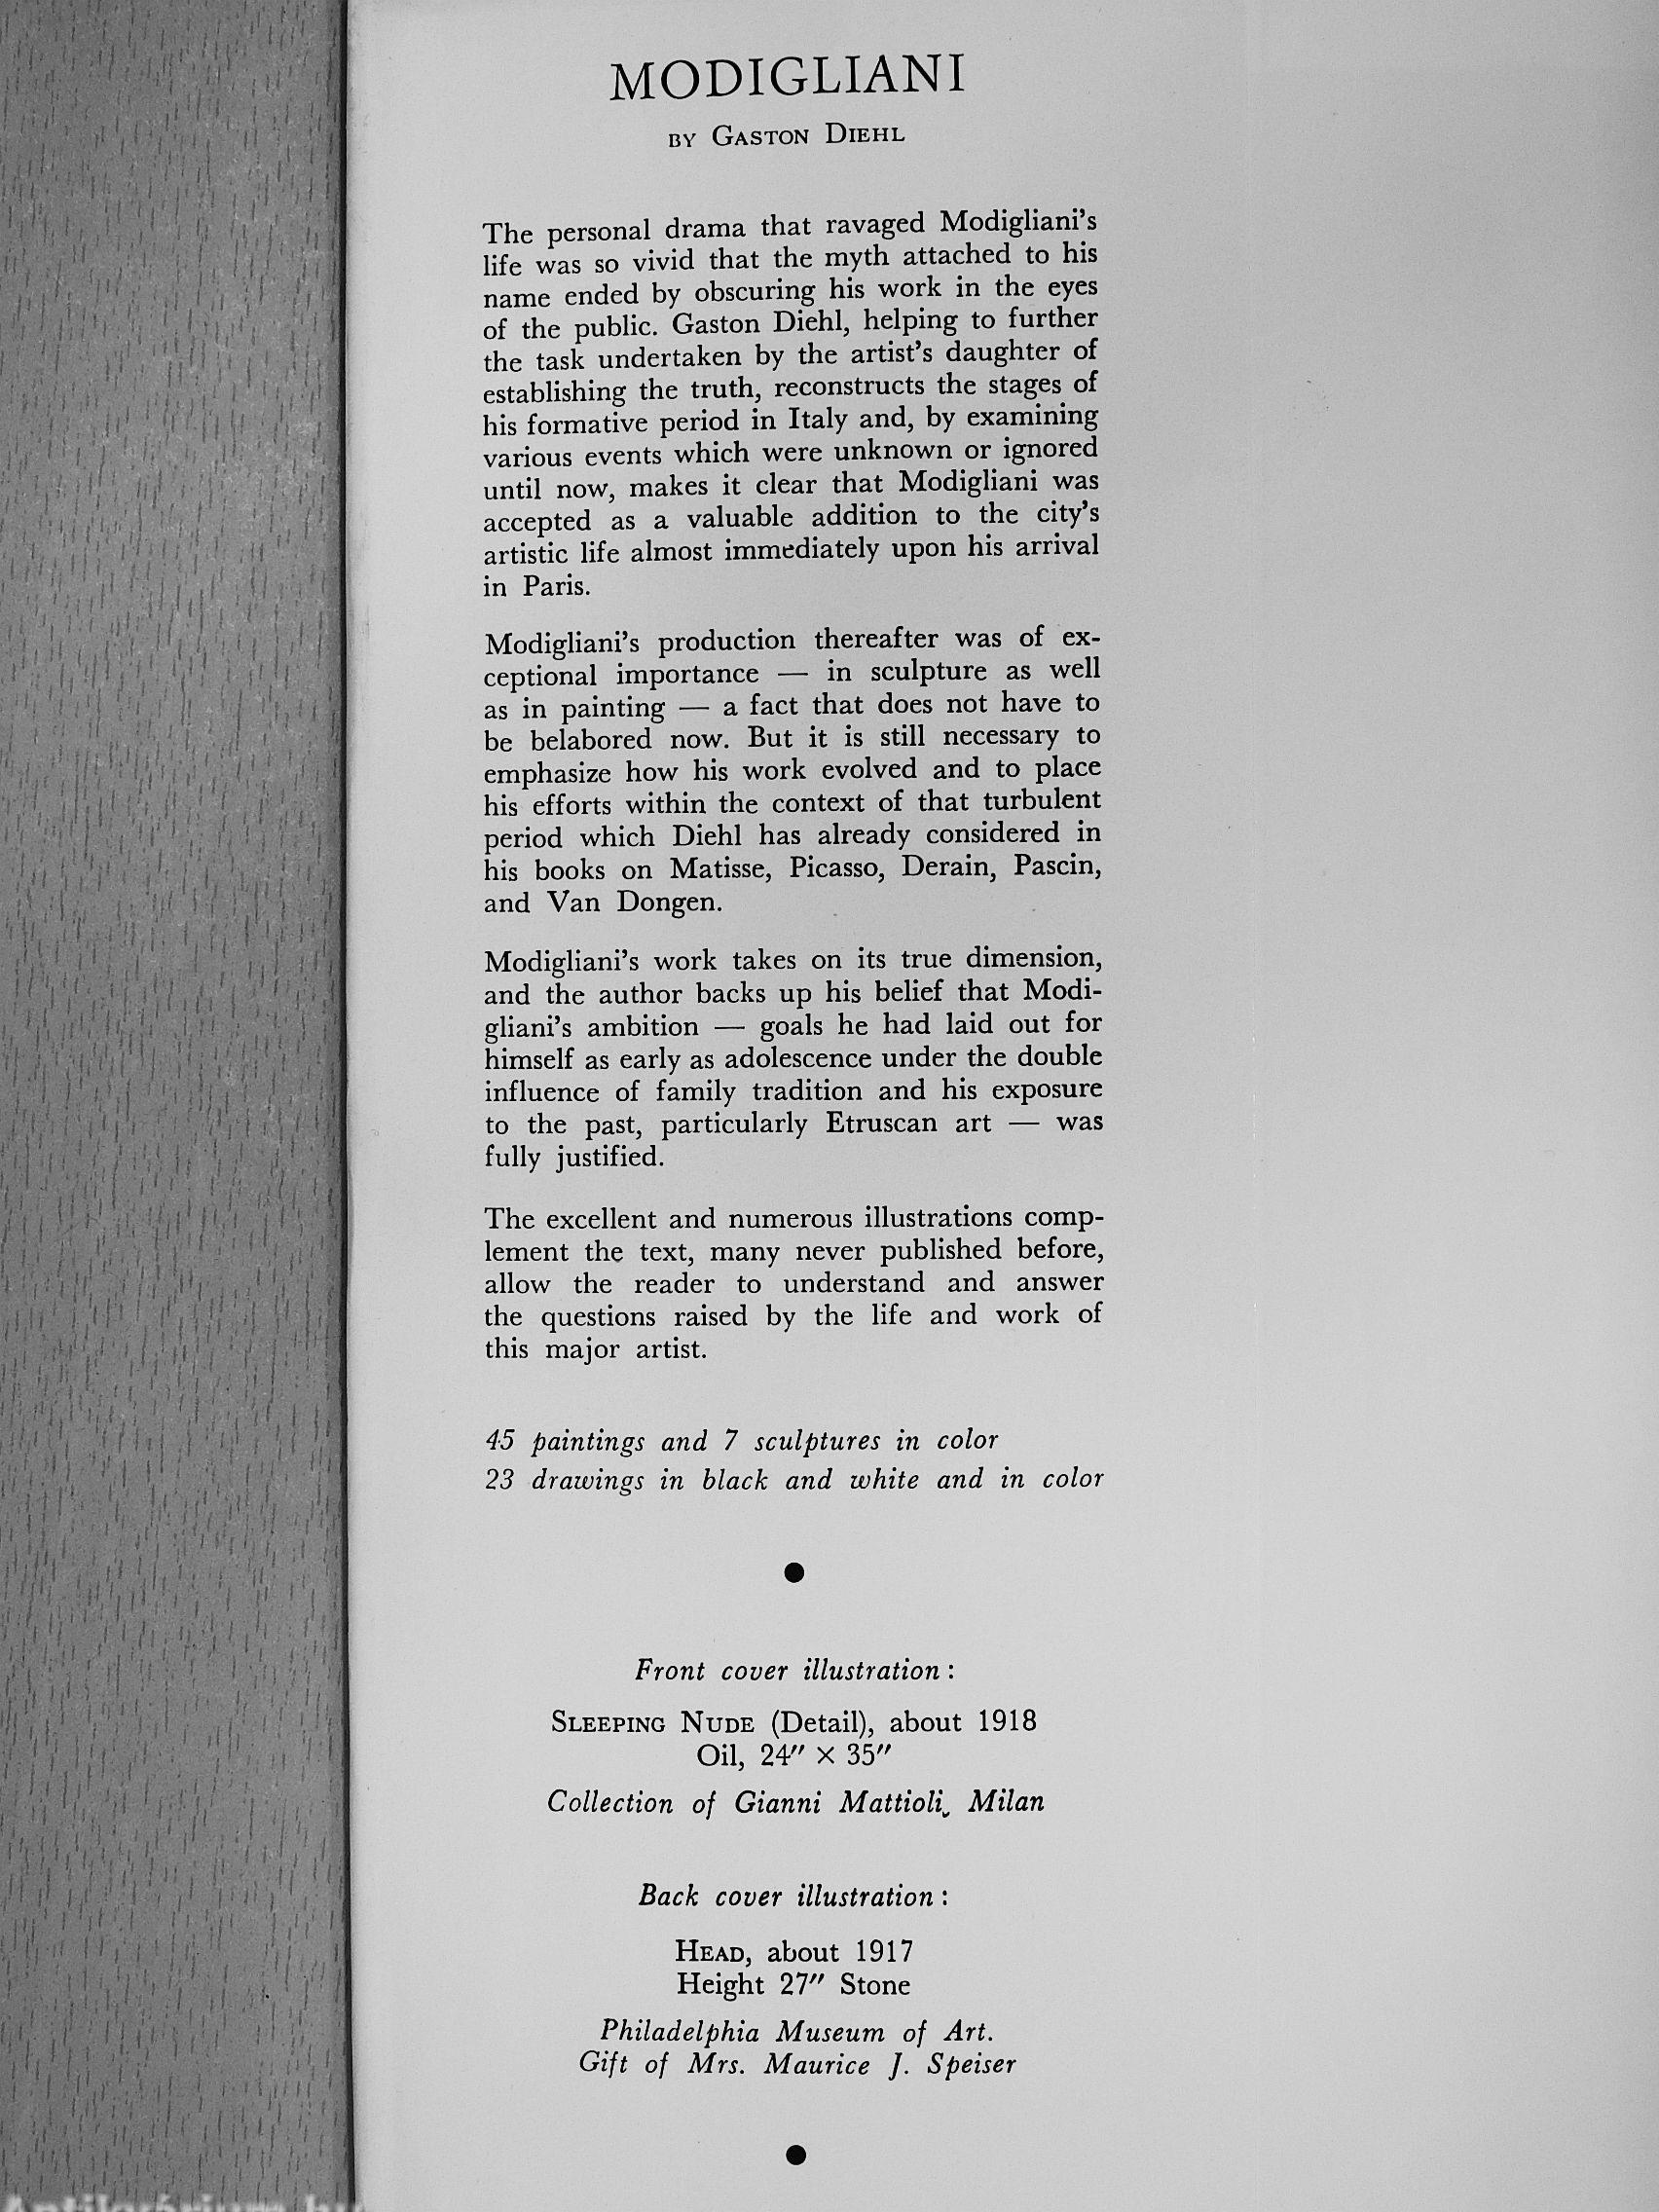 MODIGLIANI
BY GASTON DIEHL
The personal drama that ravaged Modigliani's
life was so vivid that the myth attached to his
name ended by obscuring his work in the eyes
of the public. Gaston Diehl, helping to further
the task undertaken by the artist's daughter of
establishing the truth, reconstructs the stages of
his formative period in Italy and, by examining
various events which were unknown or ignored
until now, makes it clear that Modigliani was
accepted as a valuable addition to the city's
artistic life almost immediately upon his arrival
in Paris.
Modigliani's production thereafter was of ex-
ceptional importance — in sculpture as well
as in painting — a fact that does not have to
be belabored now. But it is still necessary to
emphasize how his work evolved and to place
his efforts within the context of that turbulent
period which Diehl has already considered in
his books on Matisse, Picasso, Derain, Pascin,
and Van Dongen.
Modigliani's work takes on its true dimension,
and the author backs up his belief that Modi-
gliani's ambition — goals he had laid out for
himself as early as adolescence under the double
influence of family tradition and his exposure
to the past, particularly Etruscan art — was
fully justified.
The excellent and numerous illustrations comp-
lement the text, many never published before,
allow the reader to understand and answer
the questions raised by the life and work of
this major artist.
45 paintings and 7 sculptures in color
23 drawings in black and white and in color
Front cover illustration :
SLEEPING NUDE (Detail), about 1918
Oil, 24″ × 35″
Collection of Gianni Mattioli, Milan
Back cover illustration :
HEAD, about 1917
Height 27″ Stone
Philadelphia Museum of Art.
Gift of Mrs. Maurice J. Speiser